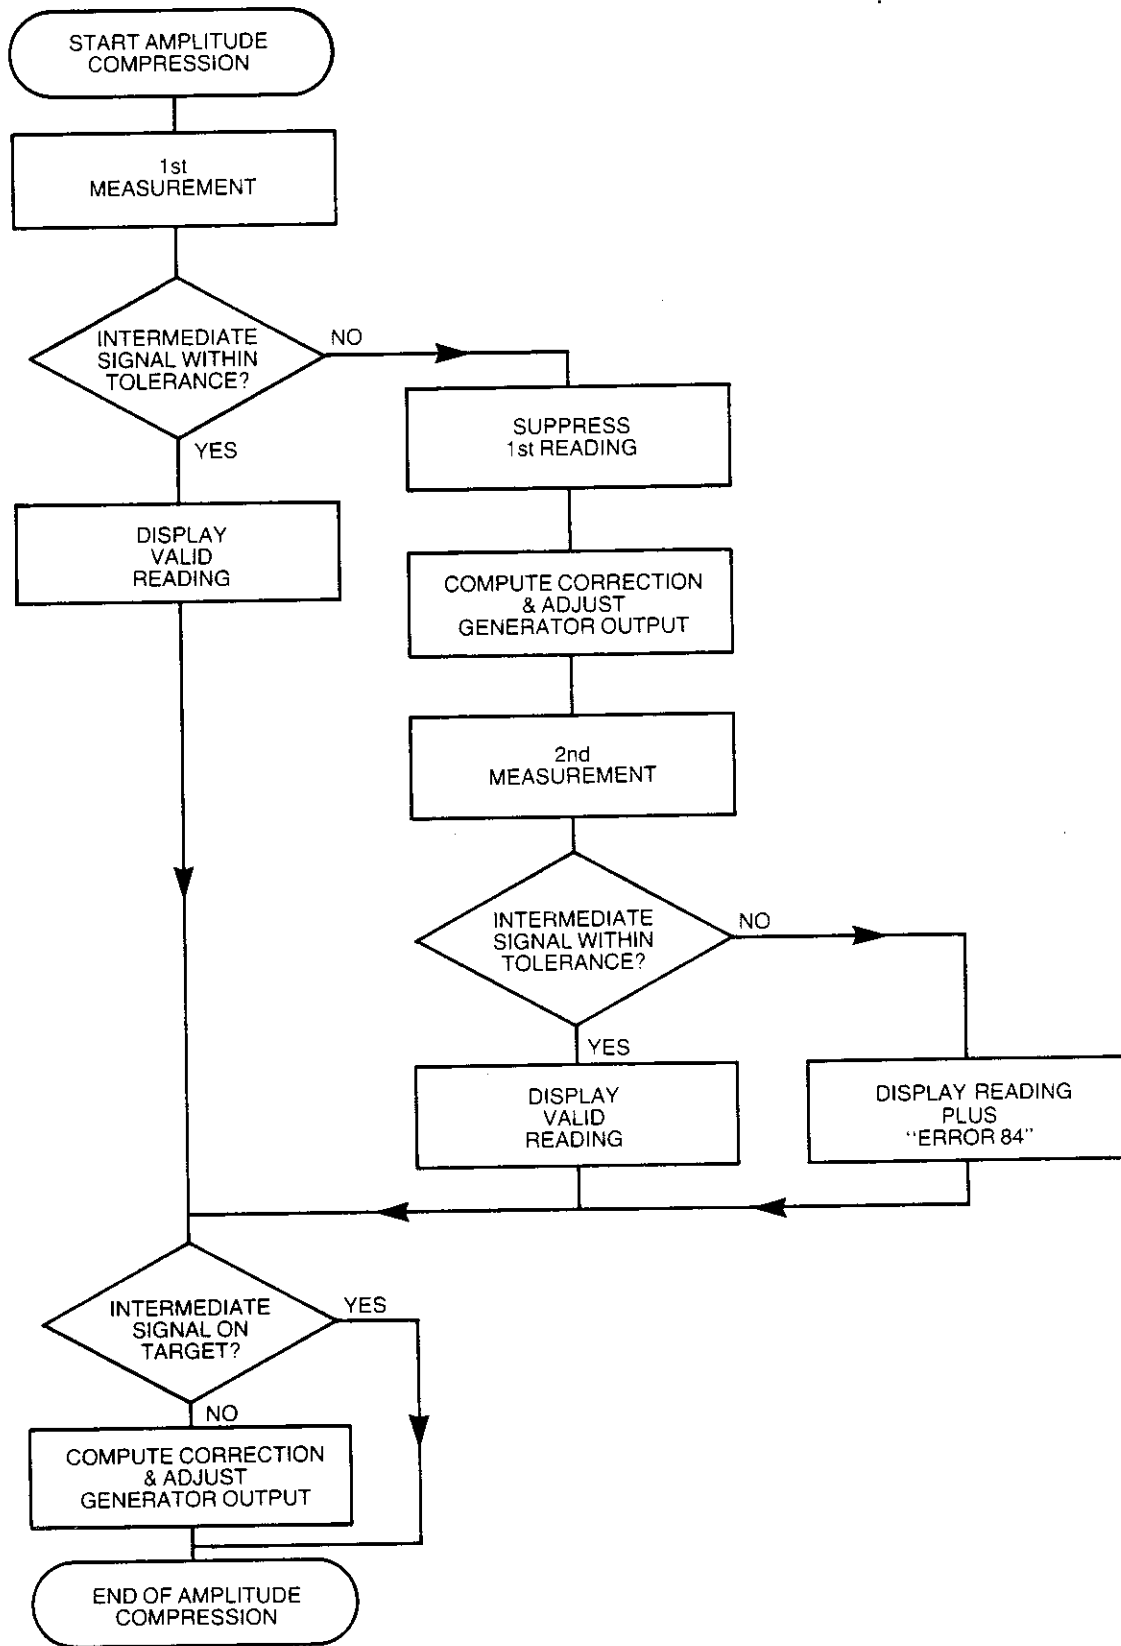 START AMPLITUDE
COMPRESSION
1st
MEASUREMENT
INTERMEDIATE
SIGNAL WITHIN
TOLERANCE?
NO
YES
SUPPRESS
1st READING
DISPLAY
VALID
READING
COMPUTE CORRECTION
& ADJUST
GENERATOR OUTPUT
2nd
MEASUREMENT
INTERMEDIATE
SIGNAL WITHIN
TOLERANCE?
NO
YES
DISPLAY
VALID
READING
DISPLAY READING
PLUS
“ERROR 84”
INTERMEDIATE
SIGNAL ON
TARGET?
YES
NO
COMPUTE CORRECTION
& ADJUST
GENERATOR OUTPUT
END OF AMPLITUDE
COMPRESSION